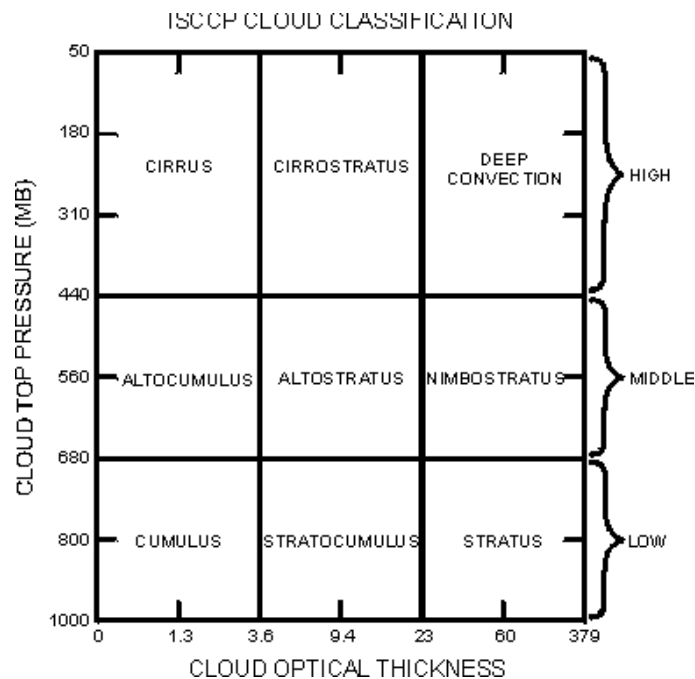 ISCCP CLOUD CLASSIFICAITON
50
180
310
440
560
680
800
1000
CLOUD TOP PRESSURE (MB)
CIRRUS
CIRROSTRATUS
DEEP
CONVECTION
HIGH
ALTOCUMULUS
ALTOSTRATUS
NIMBOSTRATUS
MIDDLE
CUMULUS
STRATOCUMULUS
STRATUS
LOW
0
1.3
3.6
9.4
23
60
379
CLOUD OPTICAL THICKNESS